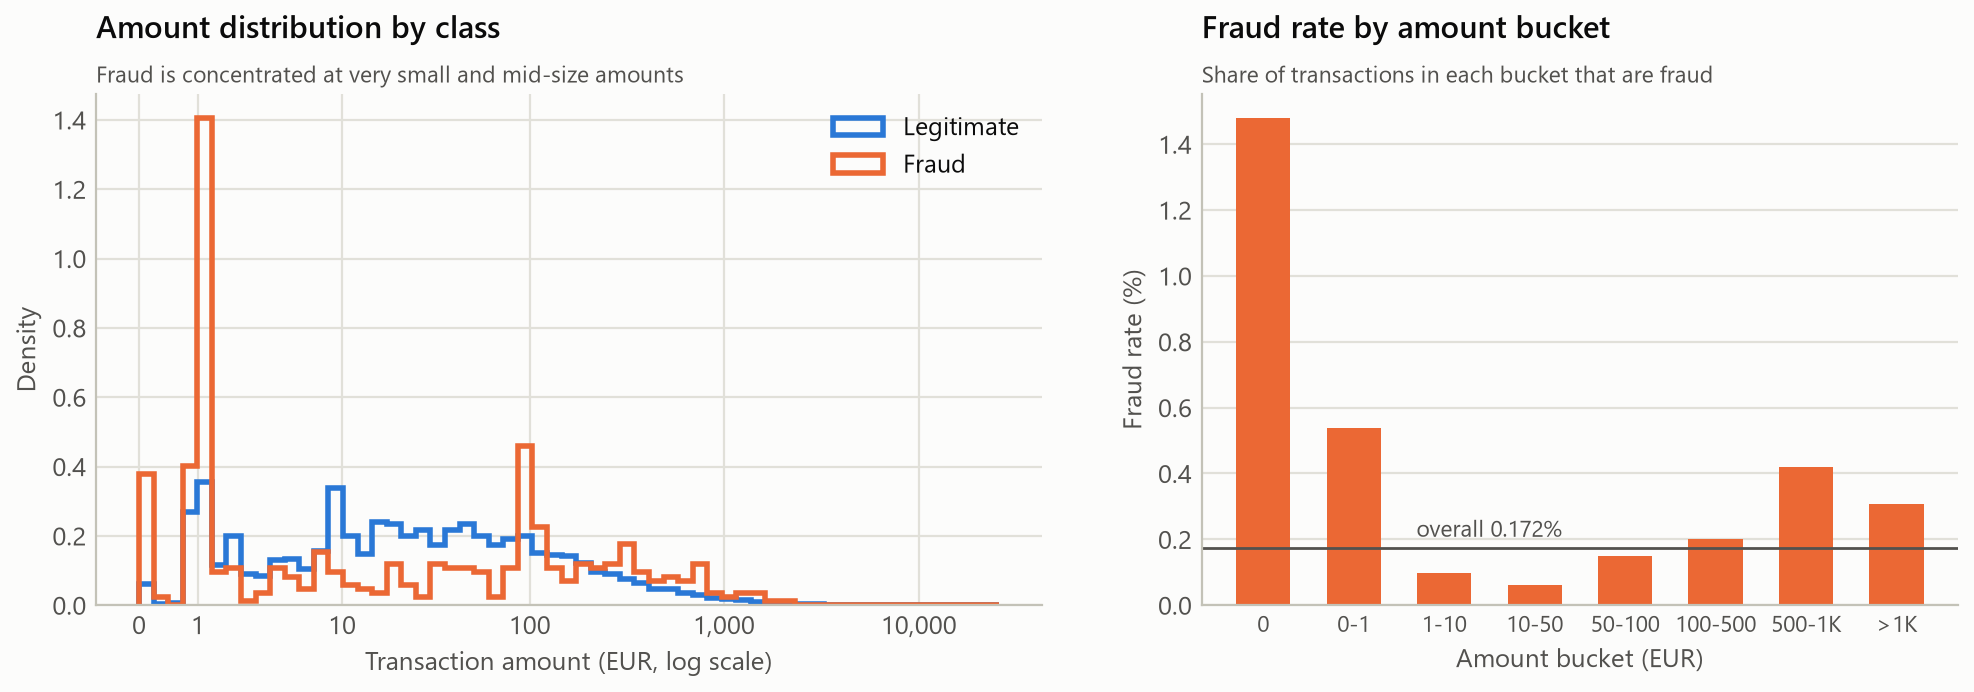 Amount distribution by class
Fraud is concentrated at very small and mid-size amounts
Density
1.4
1.2
1.0
0.8
0.6
0.4
0.2
0.0
Legitimate
Fraud
0 1 10 100 1,000 10,000
Transaction amount (EUR, log scale)
Fraud rate by amount bucket
Share of transactions in each bucket that are fraud
Fraud rate (%)
1.4
1.2
1.0
0.8
0.6
0.4
0.2
0.0
overall 0.172%
0 0-1 1-10 10-50 50-100 100-500 500-1K >1K
Amount bucket (EUR)